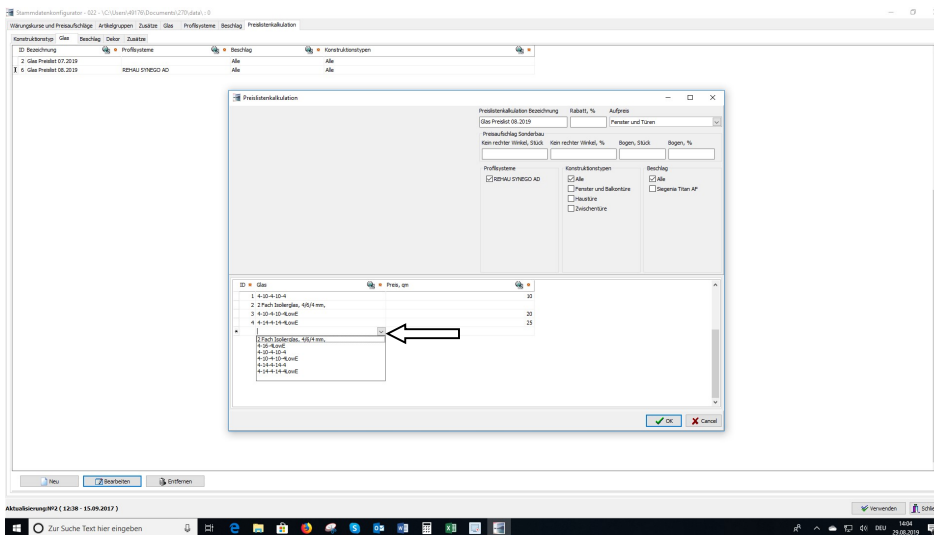 Stammdatenkonfigurator - 022 - \C:\Users\49176\Documents\270\data\.::0
Wärungskurse und Preisaufschläge Artikelgruppen Zusätze Glas Profilsysteme Beschlag Preislistenkalkulation
Konstruktionstyp Glas Beschlag Dekor Zusätze
ID Bezeichnung Profilsysteme Beschlag Konstruktionstypen
2 Glas Preislist 07.2019 Alle Alle
6 Glas Preislist 08.2019 REHAU SYNEGO AD Alle Alle
Preislistenkalkulation
Preislistenkalkulation Bezeichnung Rabatt, % Aufpreis
Glas Preislist 08.2019 Fenster und Türen
Preisaufschlag Sonderbau
Kein rechter Winkel, Stück Kein rechter Winkel, % Bogen, Stück Bogen, %
Profilsysteme Konstruktionstypen Beschlag
REHAU SYNEGO AD Alle Alle
Fenster und Balkontüre Siegenia Titan AF
Haustüre
Zwischentüre
ID Glas Preis, qm
1 4-10-4-10-4 10
2 2 Fach Isolierglas, 4/6/4 mm,
3 4-10-4-10-4LowE 20
4 4-14-4-14-4LowE 25
2 Fach Isolierglas, 4/6/4 mm,
4-16-4LowE
4-10-4-10-4
4-10-4-10-4LowE
4-14-4-14-4
4-14-4-14-4LowE
OK Cancel
Neu Bearbeiten Entfernen
Aktualisierung:№2 ( 12:38 - 15.09.2017 )
Verwenden Schlie
Zur Suche Text hier eingeben
DEU 14:04
29.08.2019